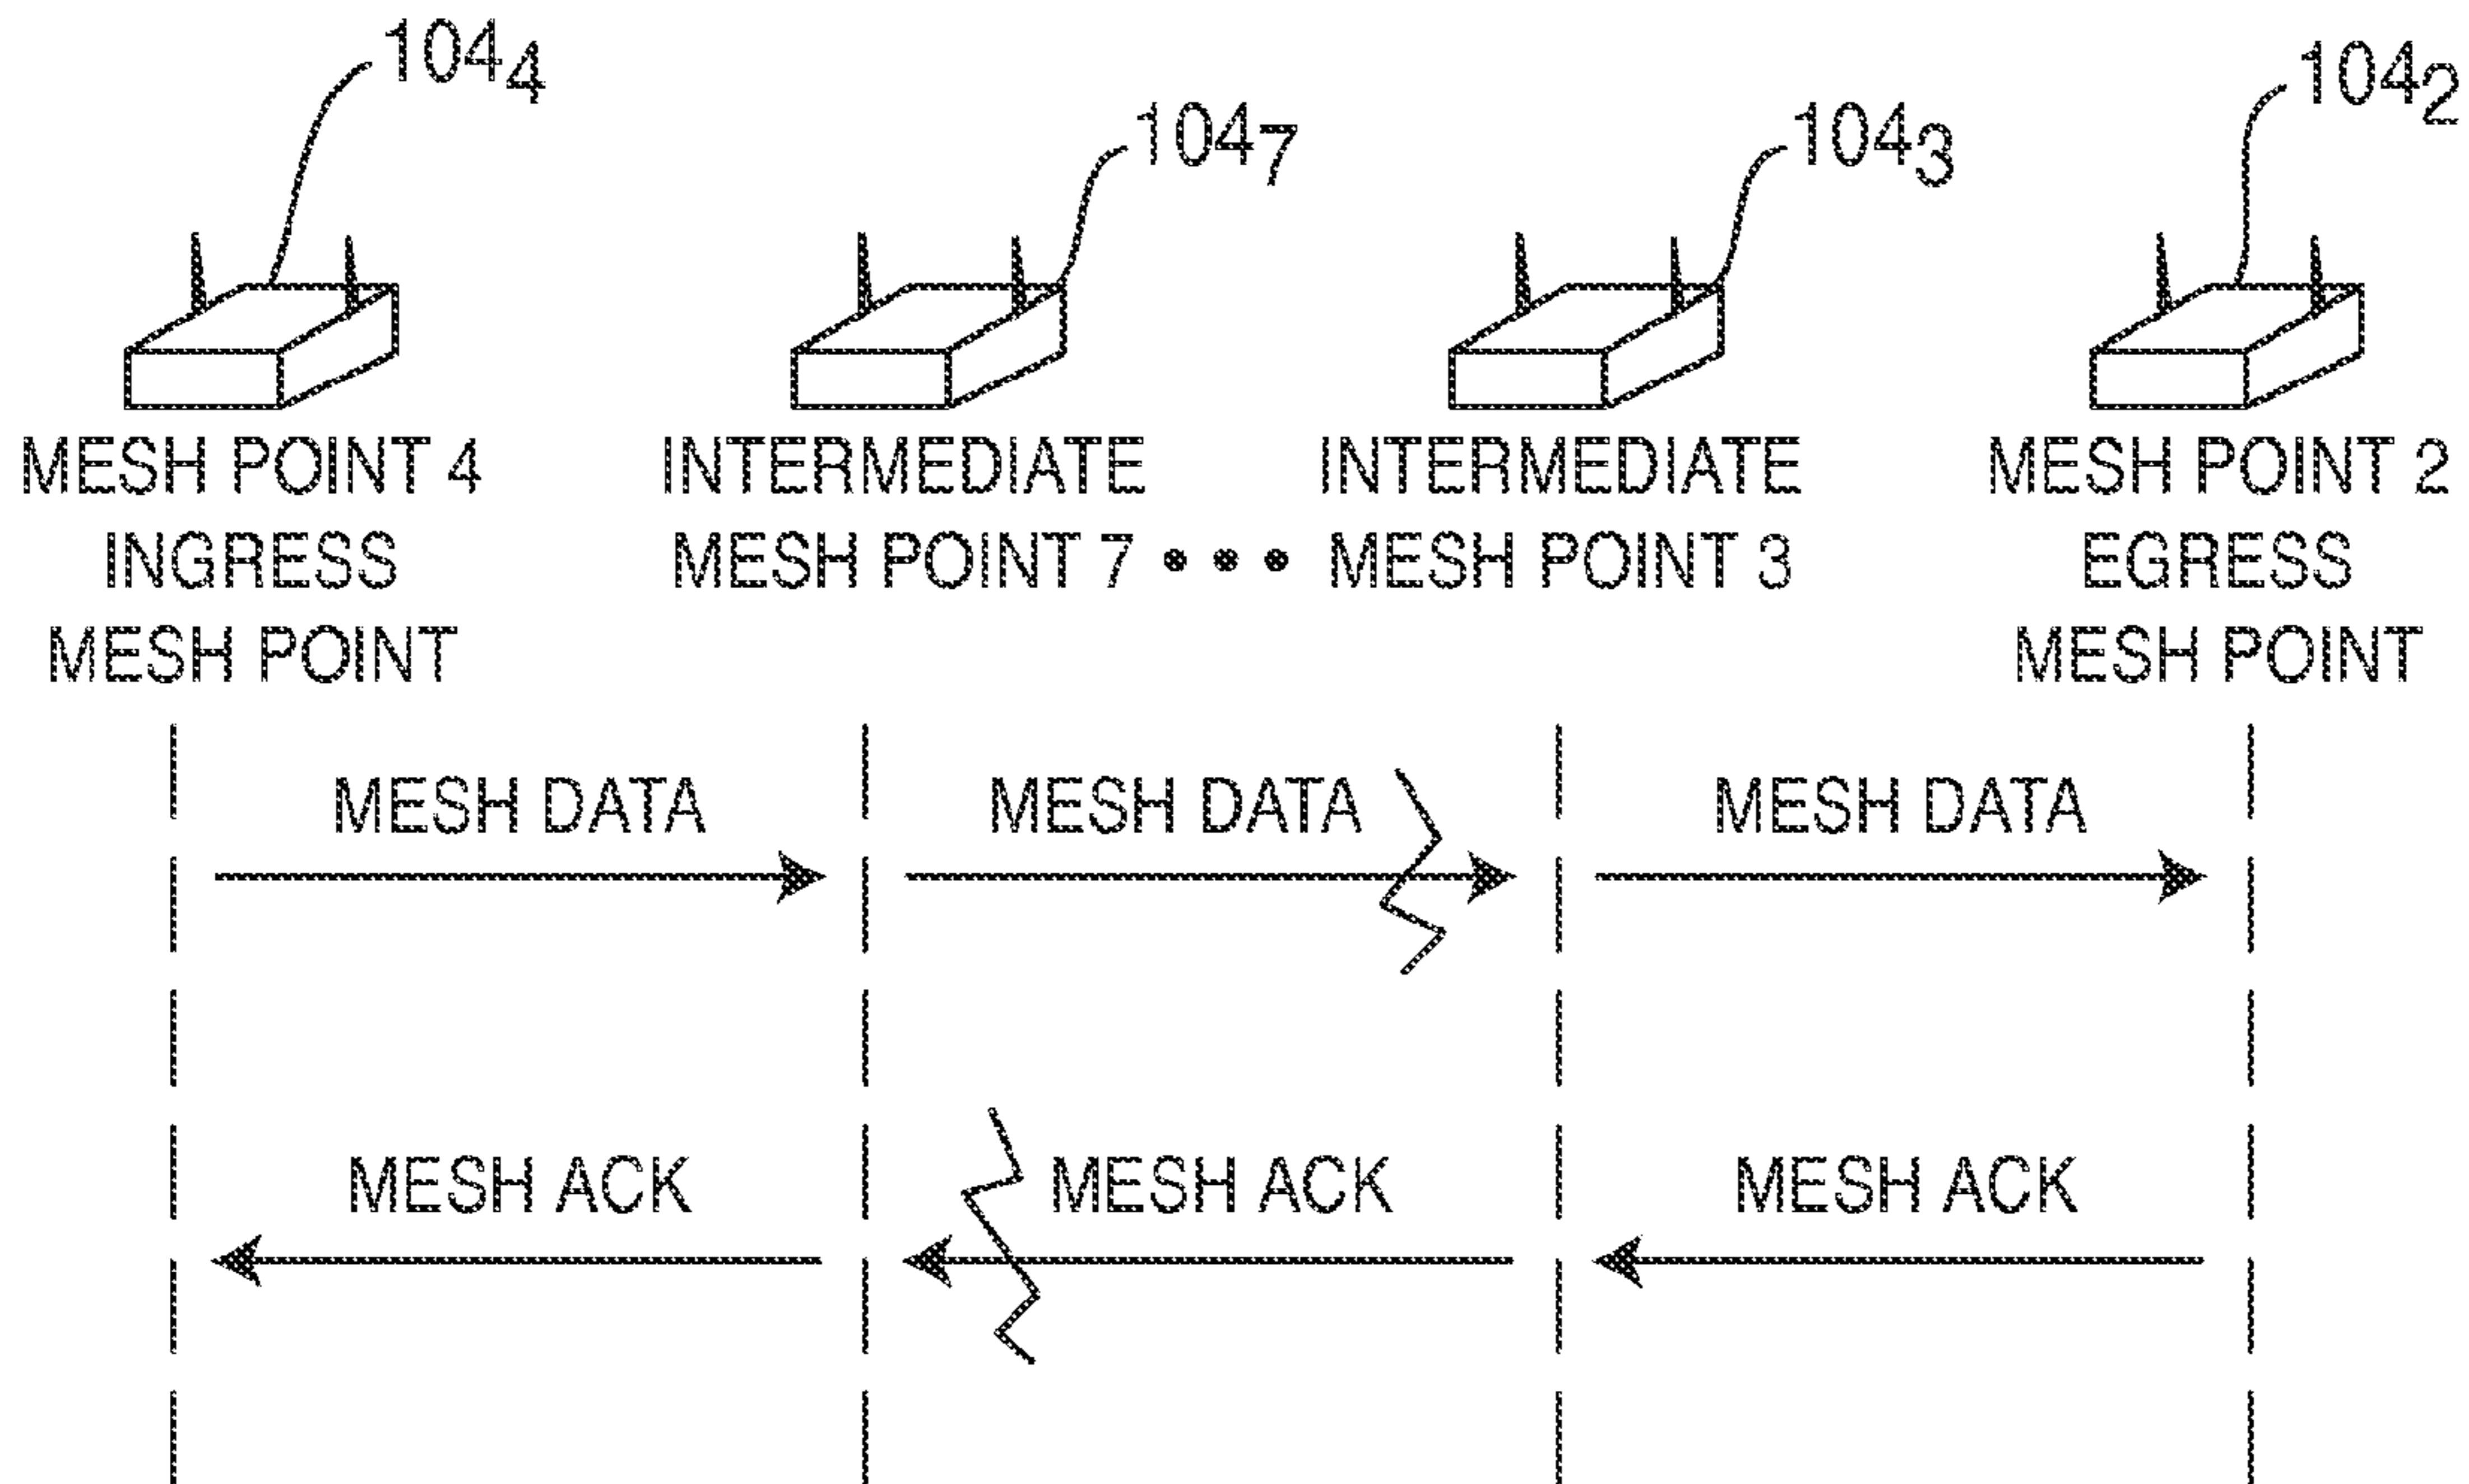 104₄
104₇
104₃
104₂
MESH POINT 4
INGRESS
MESH POINT
INTERMEDIATE
MESH POINT 7 • • •
INTERMEDIATE
MESH POINT 3
MESH POINT 2
EGRESS
MESH POINT
MESH DATA
MESH DATA
MESH DATA
MESH ACK
MESH ACK
MESH ACK